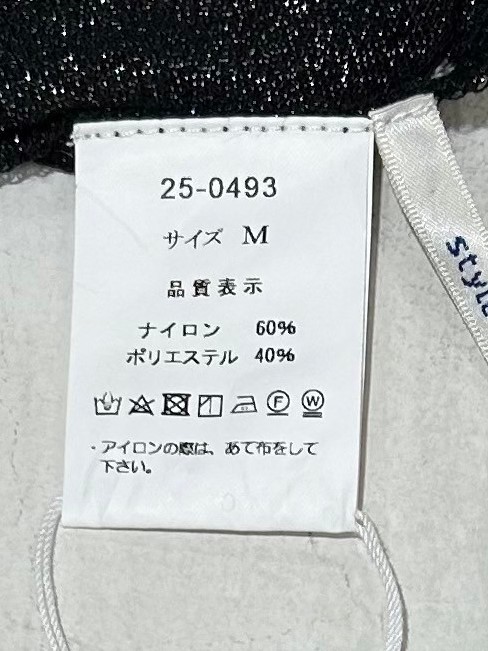 25-0493
サイズ M
品質表示
ナイロン 60%
ポリエステル 40%
F W
・アイロンの際は、あて布をして
下さい。